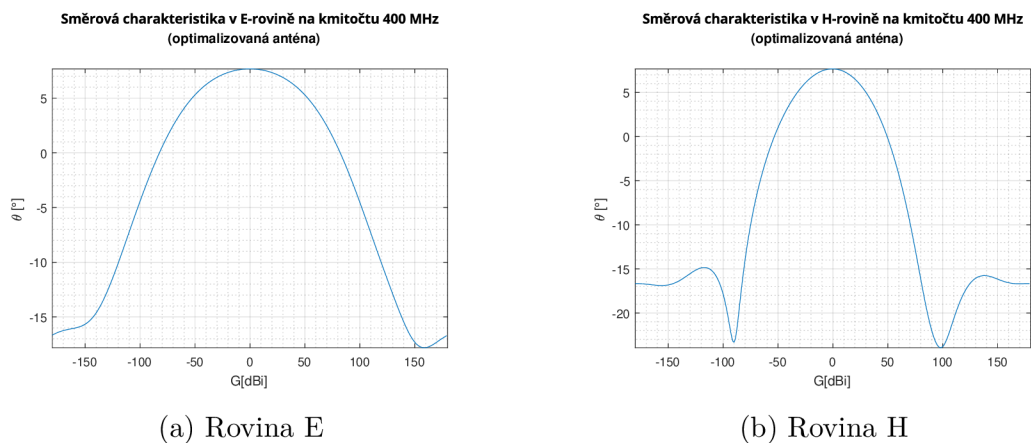 Směrová charakteristika v E-rovině na kmitočtu 400 MHz
(optimalizovaná anténa)
5
0
-5
-10
-15
θ [°]
-150 -100 -50 0 50 100 150
G[dBi]
(a) Rovina E
Směrová charakteristika v H-rovině na kmitočtu 400 MHz
(optimalizovaná anténa)
5
0
-5
-10
-15
-20
θ [°]
-150 -100 -50 0 50 100 150
G[dBi]
(b) Rovina H